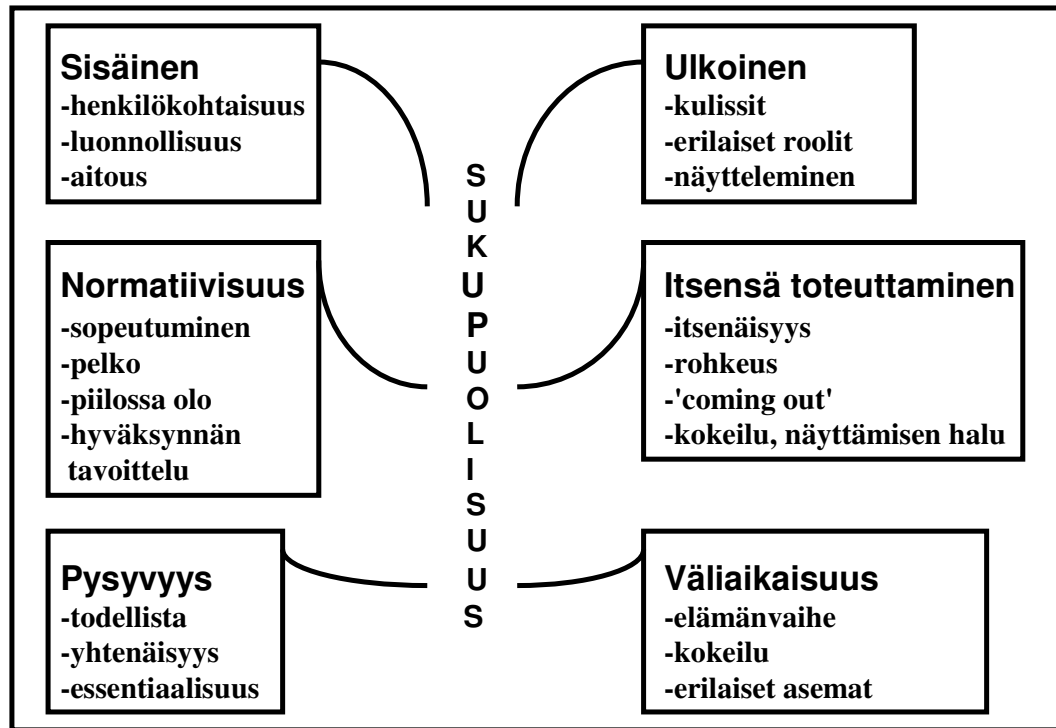 Sisäinen
-henkilökohtaisuus
-luonnollisuus
-aitous
Ulkoinen
-kulissit
-erilaiset roolit
-näytteleminen
SUKUPUOLISUUS
Normatiivisuus
-sopeutuminen
-pelko
-piilossa olo
-hyväksynnän
tavoittelu
Itsensä toteuttaminen
-itsenäisyys
-rohkeus
-'coming out'
-kokeilu, näyttämisen halu
Pysyvyys
-todellista
-yhtenäisyys
-essentiaalisuus
Väliaikaisuus
-elämänvaihe
-kokeilu
-erilaiset asemat